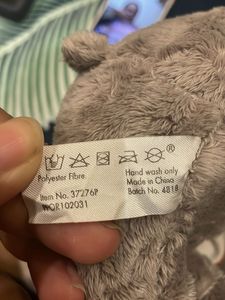 Polyester Fibre
Hand wash only
Made in China
Batch No. 4818
Item No. 37276P
WOR102031